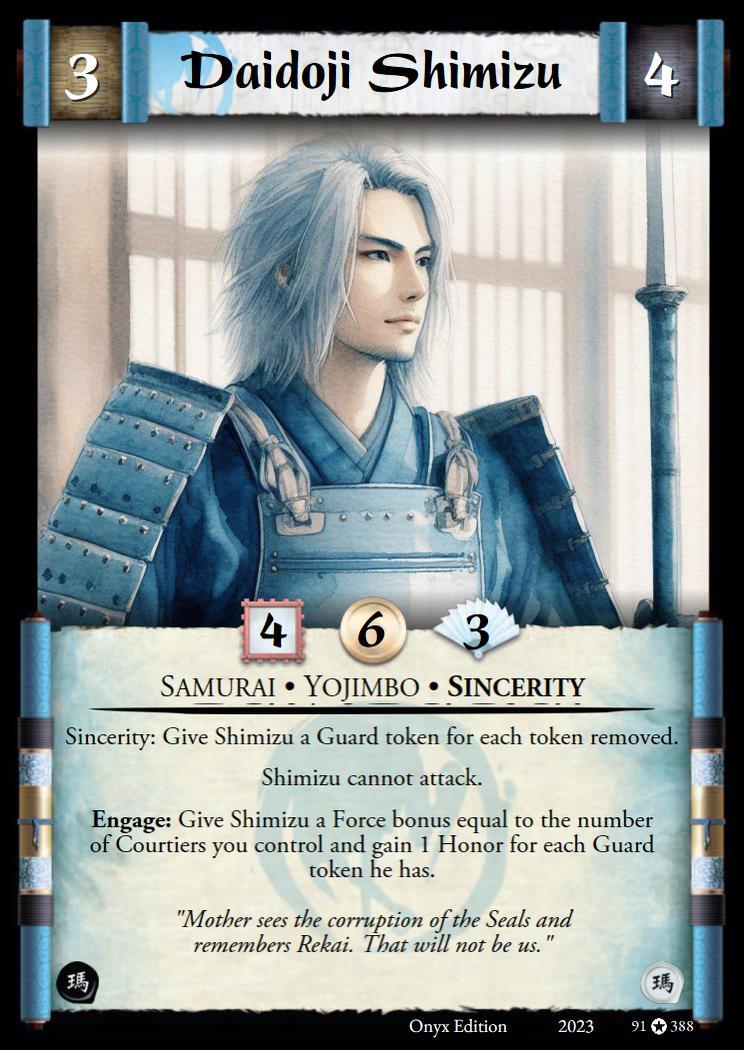 3 Daidoji Shimizu 4
4 6 3
SAMURAI • YOJIMBO • SINCERITY
Sincerity: Give Shimizu a Guard token for each token removed.
Shimizu cannot attack.
Engage: Give Shimizu a Force bonus equal to the number
of Courtiers you control and gain 1 Honor for each Guard
token he has.
"Mother sees the corruption of the Seals and
remembers Rekai. That will not be us."
瑪 瑪
Onyx Edition 2023 91 ✪ 388